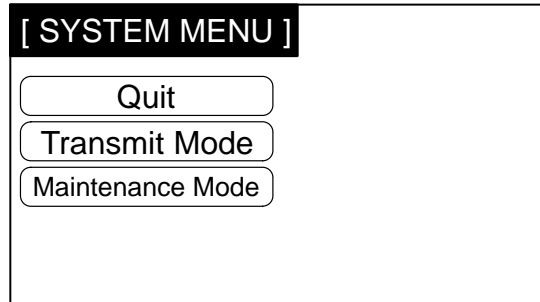 [ SYSTEM MENU ]
Quit
Transmit Mode
Maintenance Mode